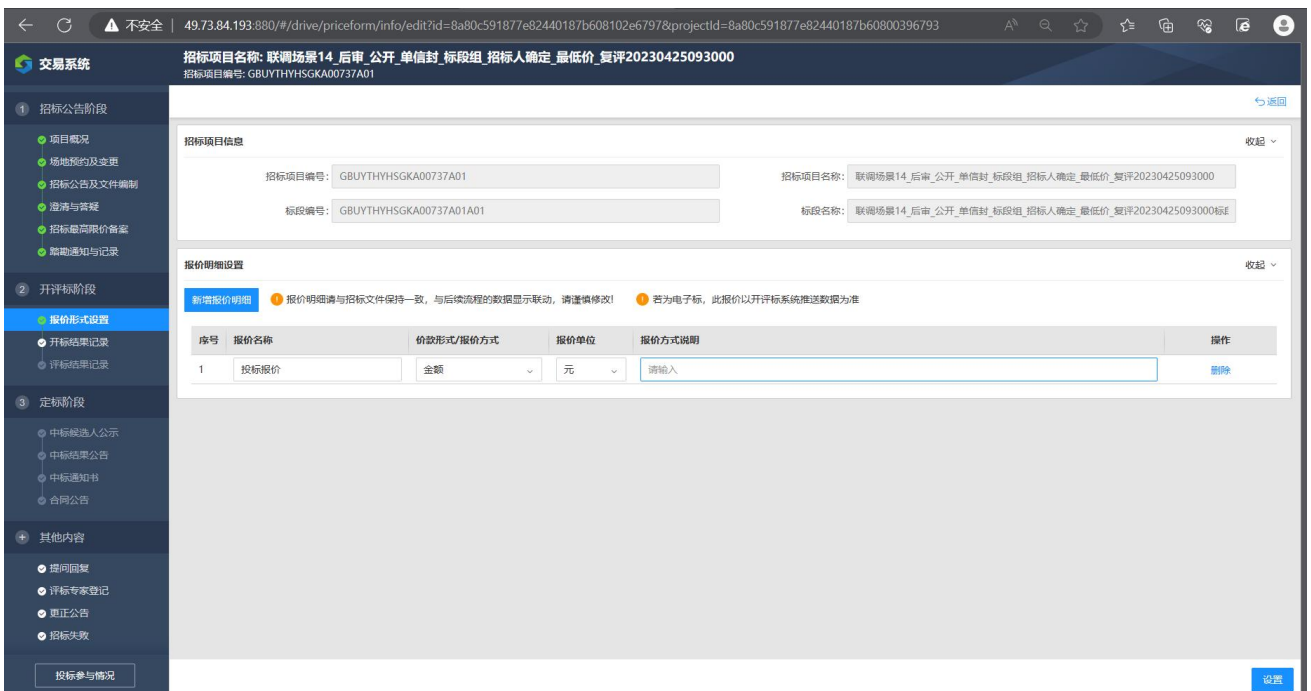 不安全 | 49.73.84.193:880/#/drive/priceform/info/edit?id=8a80c591877e82440187b608102e6797&projectId=8a80c591877e82440187b60800396793
交易系统
招标项目名称: 联调场景14_后审_公开_单信封_标段组_招标人确定_最低价_复评20230425093000
招标项目编号: GBUYTHYHSGKA00737A01
返回
1 招标公告阶段
项目概况
场地预约及变更
招标公告及文件编制
澄清与答疑
招标最高限价备案
踏勘通知与记录
2 开评标阶段
报价形式设置
开标结果记录
评标结果记录
3 定标阶段
中标候选人公示
中标结果公告
中标通知书
合同公告
+ 其他内容
提问回复
评标专家登记
更正公告
招标失败
投标参与情况
招标项目信息 收起
招标项目编号: GBUYTHYHSGKA00737A01 招标项目名称: 联调场景14_后审_公开_单信封_标段组_招标人确定_最低价_复评20230425093000
标段编号: GBUYTHYHSGKA00737A01A01 标段名称: 联调场景14_后审_公开_单信封_标段组_招标人确定_最低价_复评20230425093000标
报价明细设置 收起
新增报价明细 报价明细请与招标文件保持一致，与后续流程的数据显示联动，请谨慎修改! 若为电子标，此报价以开评标系统推送数据为准
序号 报价名称 价款形式/报价方式 报价单位 报价方式说明 操作
1 投标报价 金额 元 请输入 删除
设置